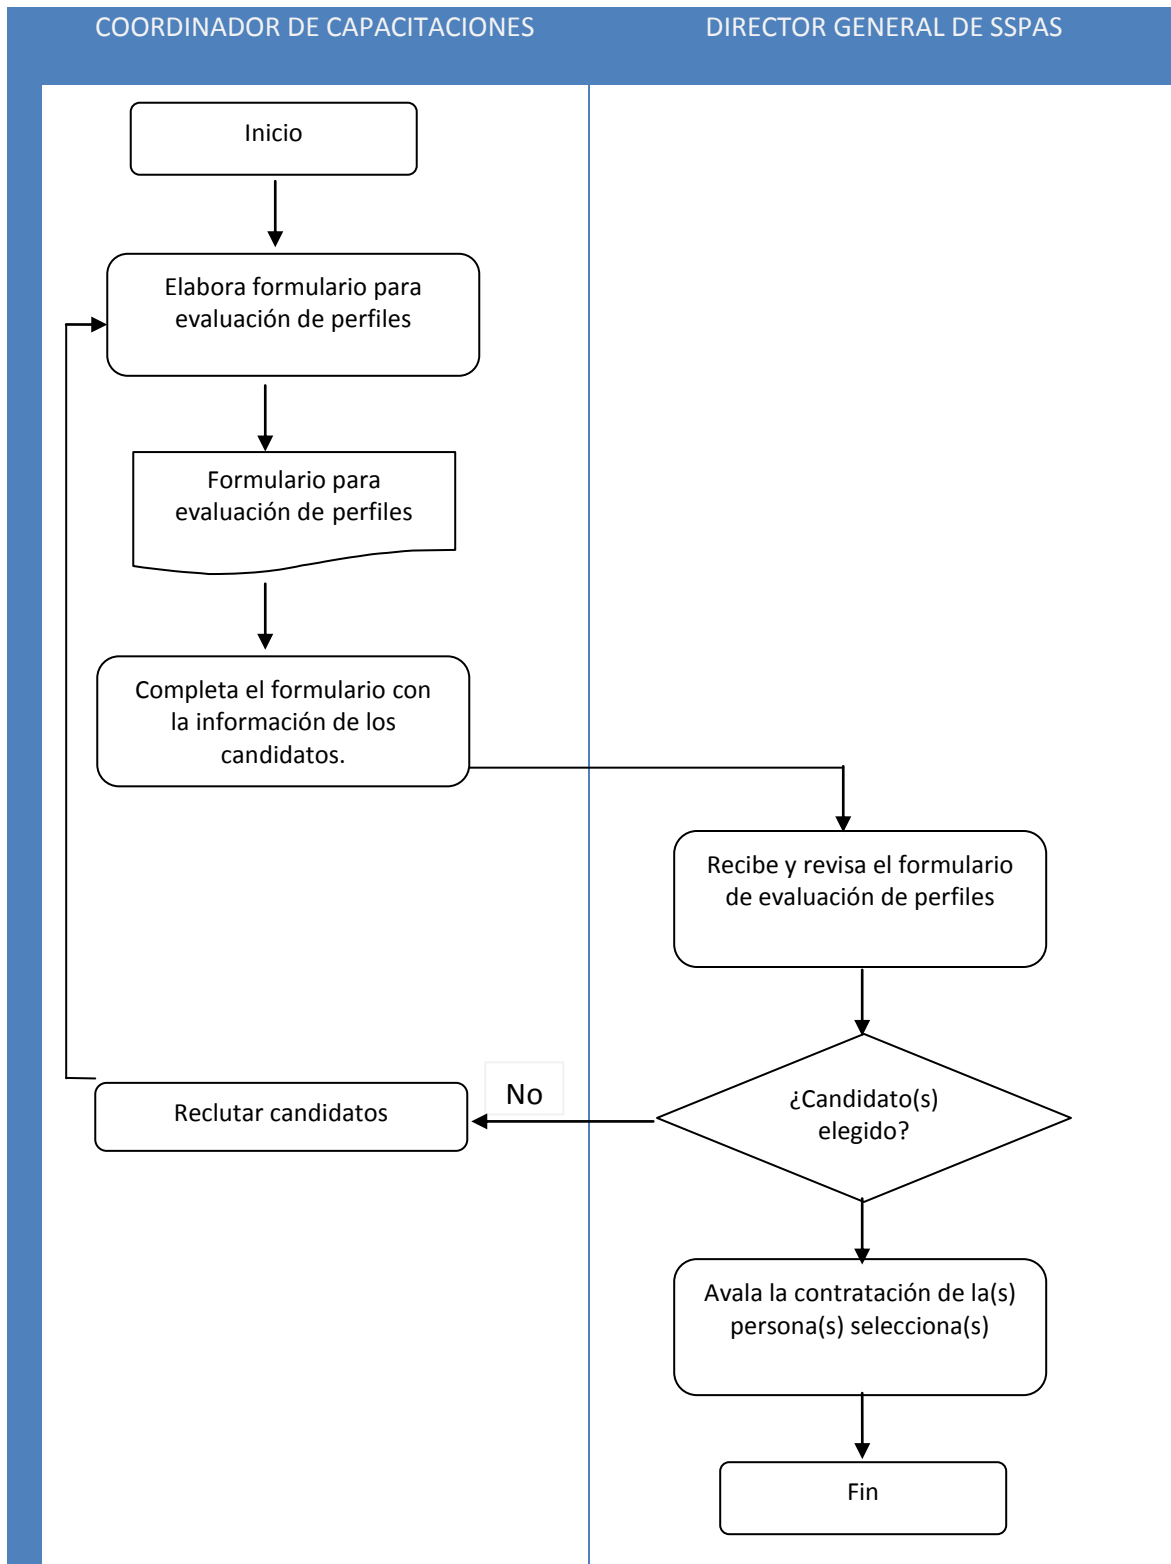 COORDINADOR DE CAPACITACIONES
DIRECTOR GENERAL DE SSPAS
Inicio
Elabora formulario para
evaluación de perfiles
Formulario para
evaluación de perfiles
Completa el formulario con
la información de los
candidatos.
Recibe y revisa el formulario
de evaluación de perfiles
¿Candidato(s)
elegido?
No
Reclutar candidatos
Avala la contratación de la(s)
persona(s) selecciona(s)
Fin